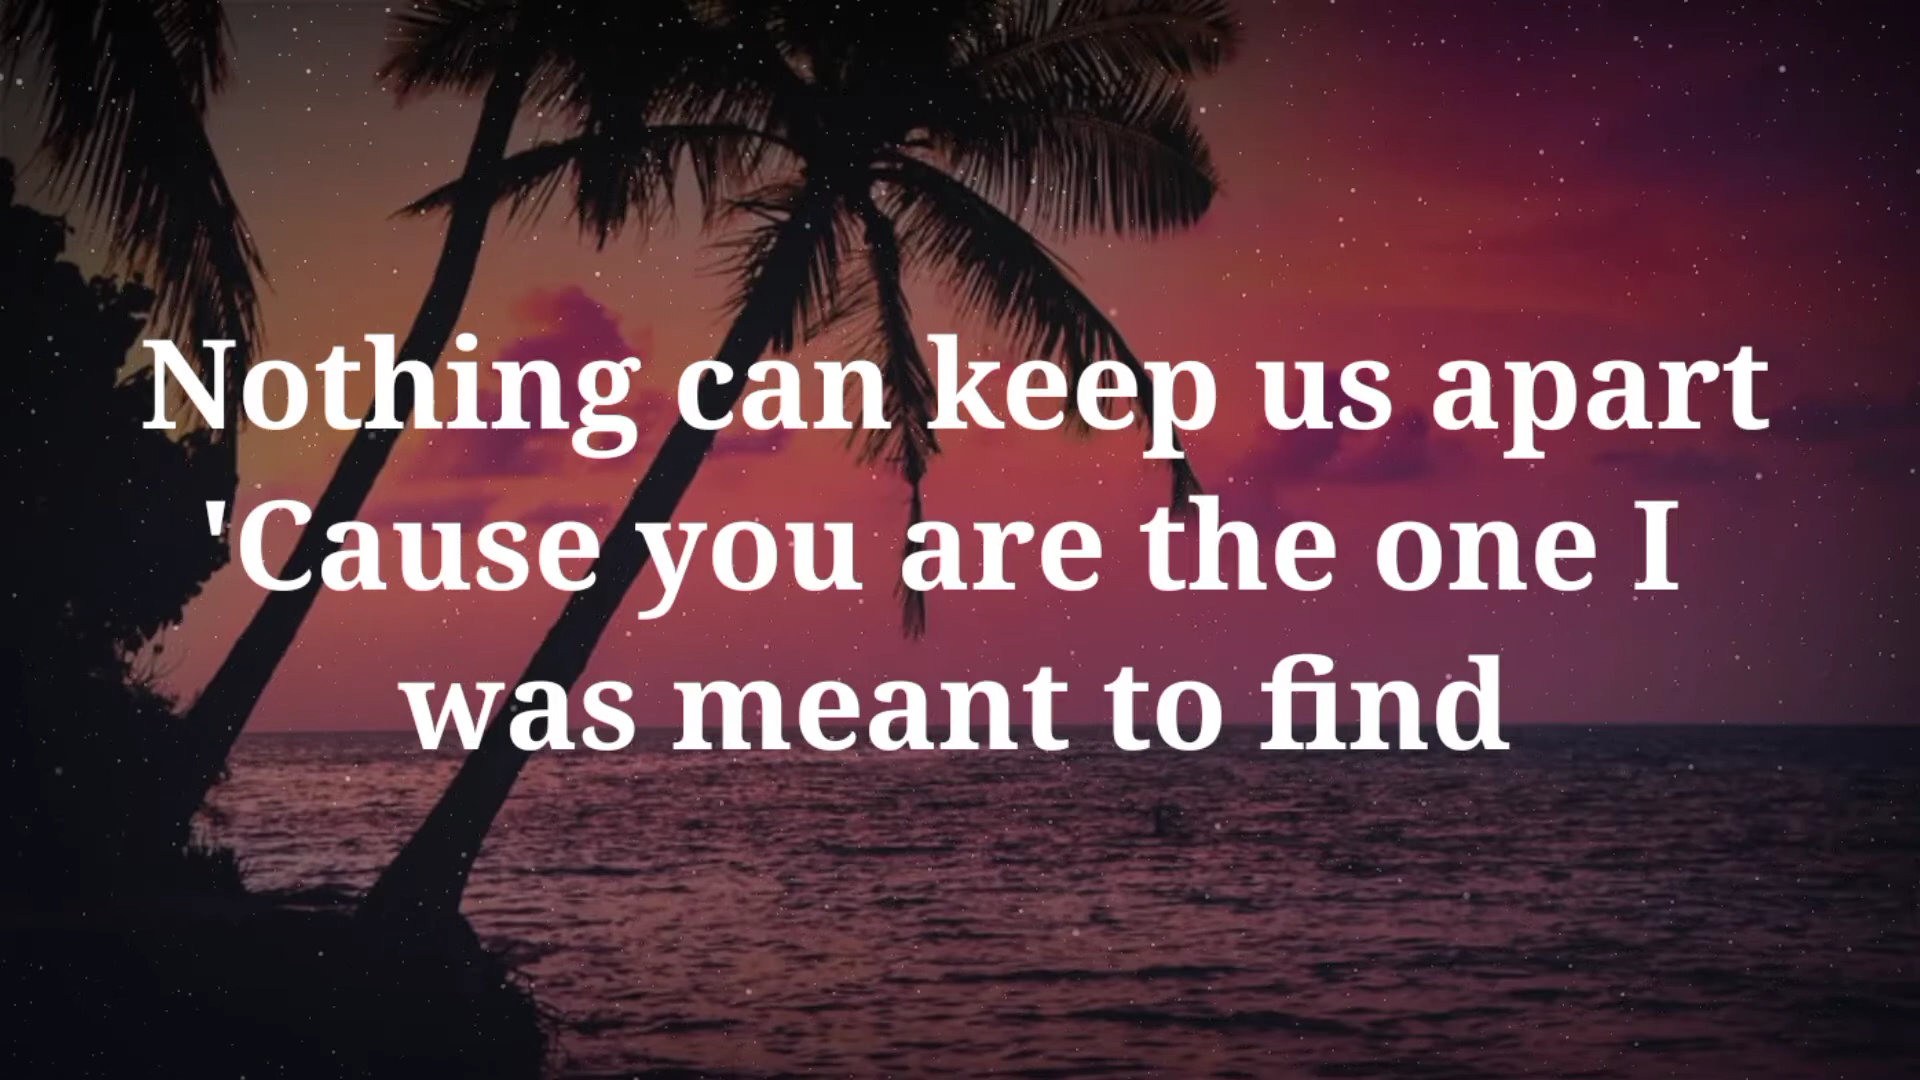 Nothing can keep us apart
'Cause you are the one I
was meant to find